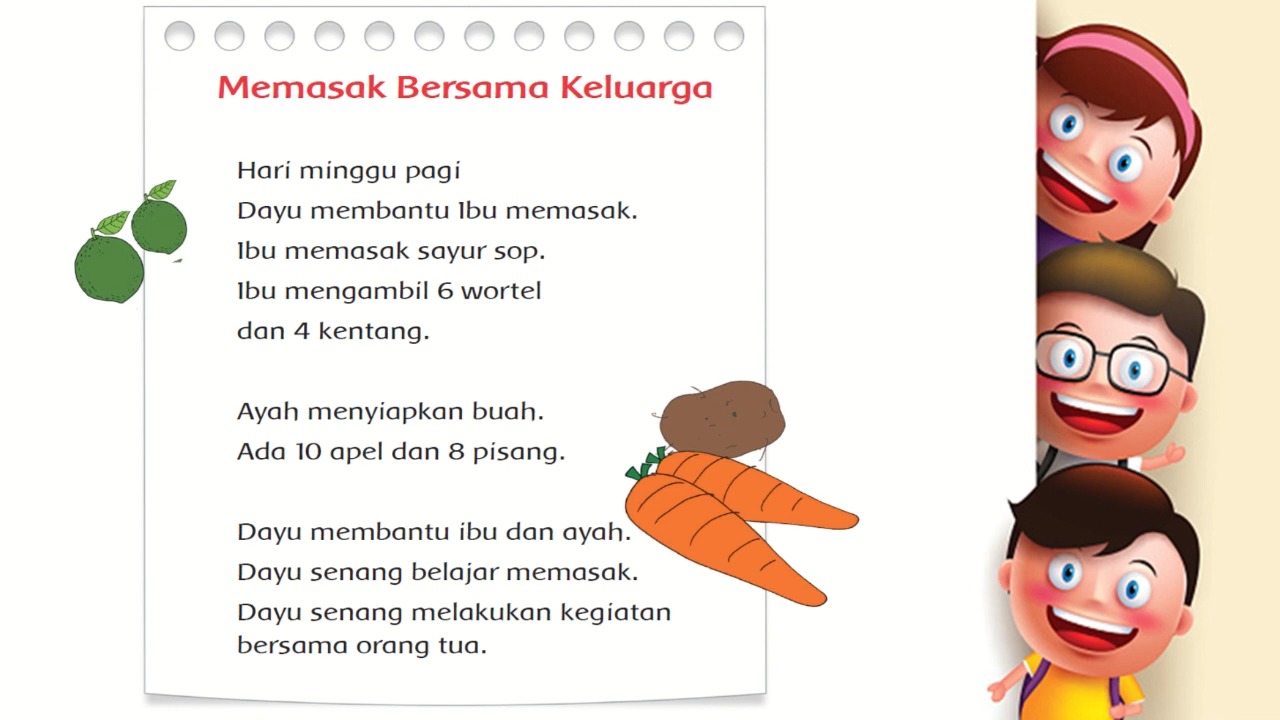 Memasak Bersama Keluarga
Hari minggu pagi
Dayu membantu Ibu memasak.
Ibu memasak sayur sop.
Ibu mengambil 6 wortel
dan 4 kentang.
Ayah menyiapkan buah.
Ada 10 apel dan 8 pisang.
Dayu membantu ibu dan ayah.
Dayu senang belajar memasak.
Dayu senang melakukan kegiatan
bersama orang tua.